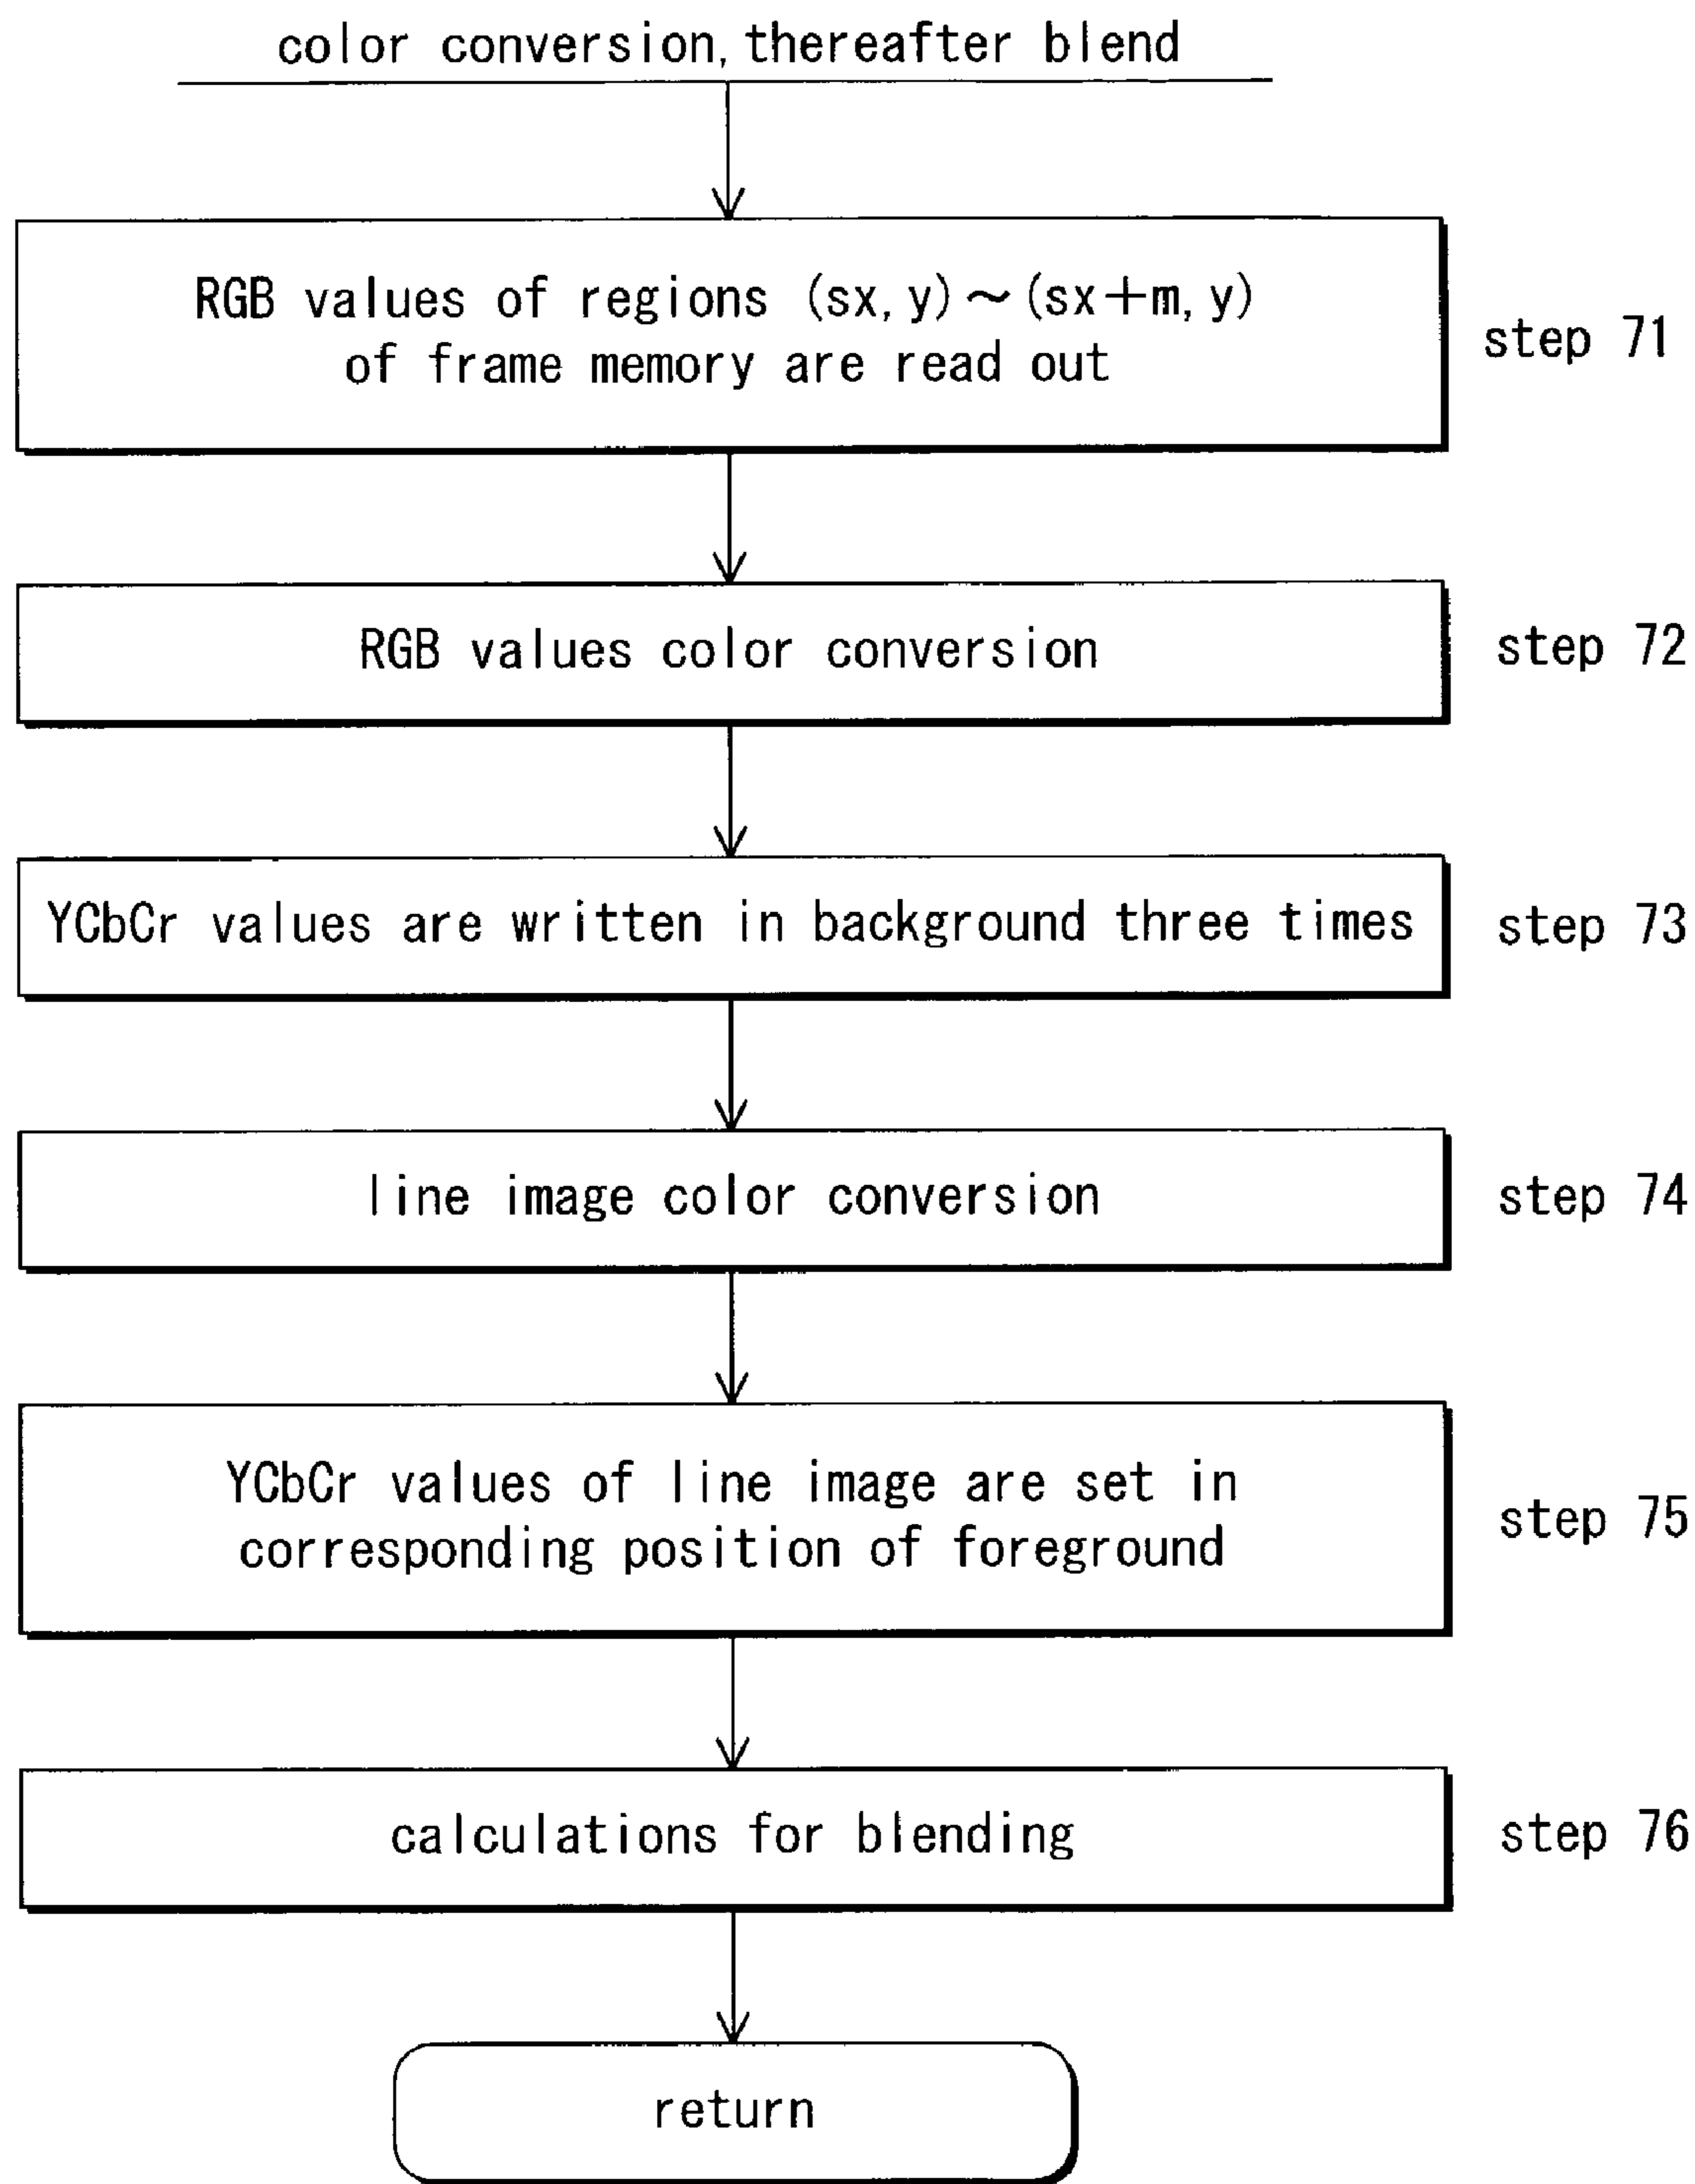 color conversion, thereafter blend
RGB values of regions (sx, y)～(sx+m, y)
of frame memory are read out
step 71
RGB values color conversion
step 72
YCbCr values are written in background three times
step 73
line image color conversion
step 74
YCbCr values of line image are set in
corresponding position of foreground
step 75
calculations for blending
step 76
return